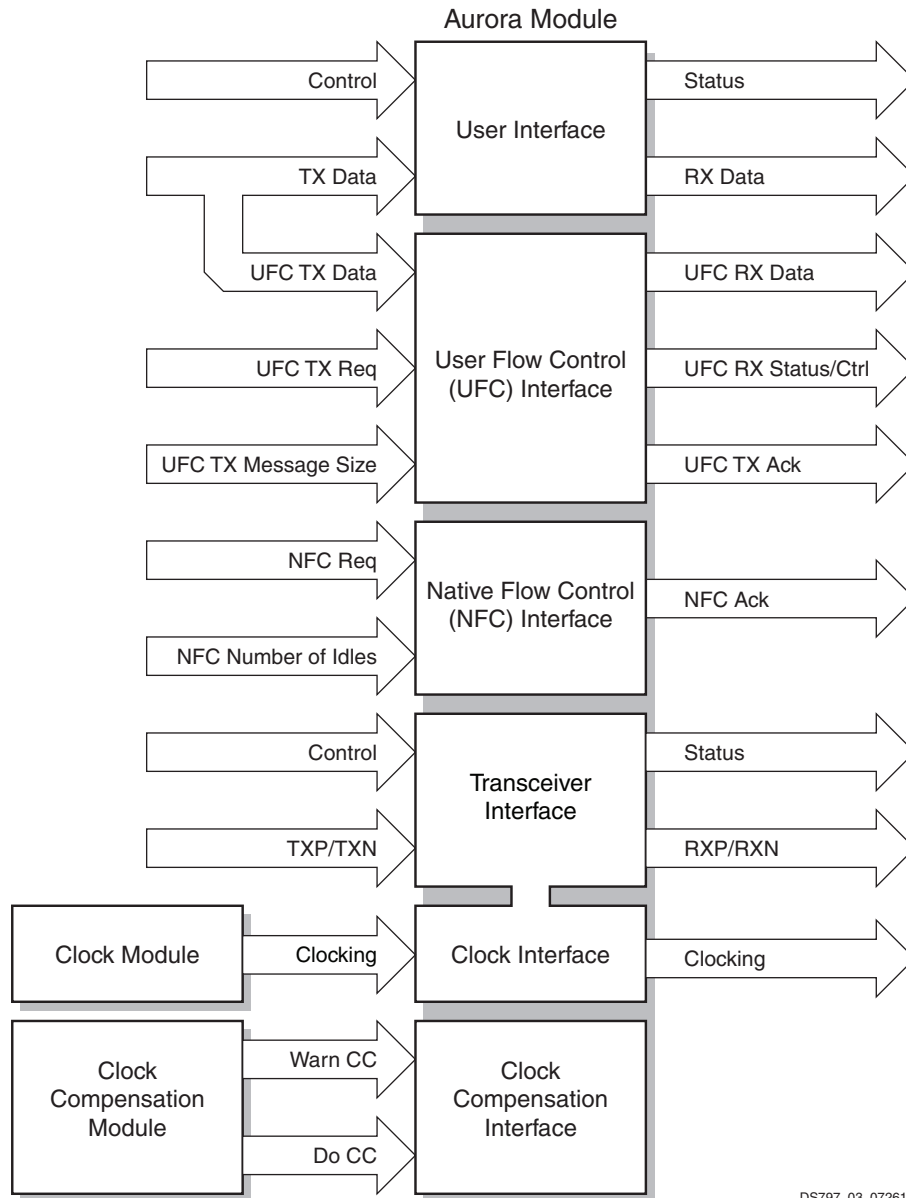 Aurora Module
Control
Status
User Interface
TX Data
RX Data
UFC TX Data
UFC RX Data
UFC TX Req
User Flow Control
(UFC) Interface
UFC RX Status/Ctrl
UFC TX Message Size
UFC TX Ack
NFC Req
Native Flow Control
(NFC) Interface
NFC Ack
NFC Number of Idles
Control
Status
Transceiver
Interface
TXP/TXN
RXP/RXN
Clock Module
Clocking
Clock Interface
Clocking
Warn CC
Clock
Compensation
Module
Clock
Compensation
Interface
Do CC